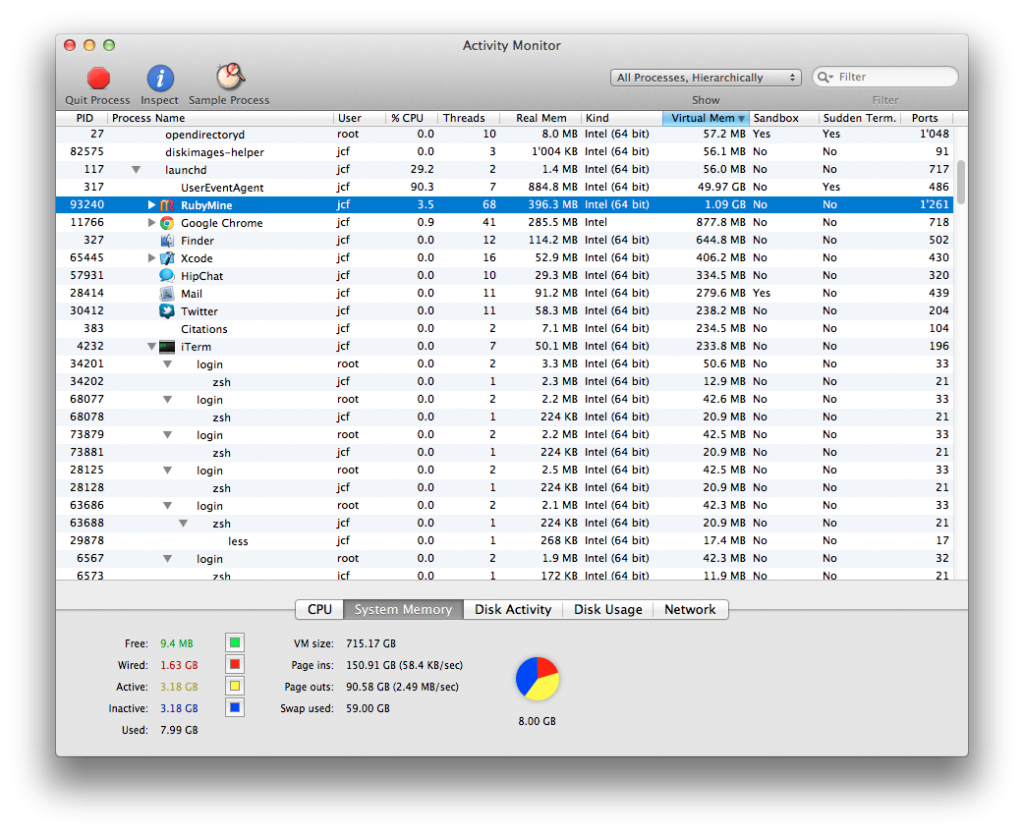 Activity Monitor
Quit Process Inspect Sample Process All Processes, Hierarchically Show Filter Filter
PID Process Name User % CPU Threads Real Mem Kind Virtual Mem Sandbox Sudden Term. Ports
27 opendirectoryd root 0.0 10 8.0 MB Intel (64 bit) 57.2 MB Yes Yes 1'048
82575 diskimages-helper jcf 0.0 3 1'004 KB Intel (64 bit) 56.1 MB No No 91
117 launchd jcf 29.2 2 1.4 MB Intel (64 bit) 56.0 MB No No 717
317 UserEventAgent jcf 90.3 7 884.8 MB Intel (64 bit) 49.97 GB No Yes 486
93240 RubyMine jcf 3.5 68 396.3 MB Intel (64 bit) 1.09 GB No No 1'261
11766 Google Chrome jcf 0.9 41 285.5 MB Intel 877.8 MB No No 718
327 Finder jcf 0.0 12 114.2 MB Intel (64 bit) 644.8 MB No No 502
65445 Xcode jcf 0.0 16 52.9 MB Intel (64 bit) 406.2 MB No No 430
57931 HipChat jcf 0.0 10 29.3 MB Intel (64 bit) 334.5 MB No No 320
28414 Mail jcf 0.0 11 91.2 MB Intel (64 bit) 279.6 MB Yes No 439
30412 Twitter jcf 0.0 11 58.3 MB Intel (64 bit) 238.2 MB No No 204
383 Citations jcf 0.0 2 7.1 MB Intel (64 bit) 234.5 MB No No 104
4232 iTerm jcf 0.0 7 50.1 MB Intel (64 bit) 233.8 MB No No 196
34201 login root 0.0 2 3.3 MB Intel (64 bit) 50.6 MB No No 33
34202 zsh jcf 0.0 1 2.3 MB Intel (64 bit) 12.9 MB No No 21
68077 login root 0.0 2 2.2 MB Intel (64 bit) 42.6 MB No No 33
68078 zsh jcf 0.0 1 224 KB Intel (64 bit) 20.9 MB No No 21
73879 login root 0.0 2 2.2 MB Intel (64 bit) 42.5 MB No No 33
73881 zsh jcf 0.0 1 224 KB Intel (64 bit) 20.9 MB No No 21
28125 login root 0.0 2 2.5 MB Intel (64 bit) 42.5 MB No No 33
28128 zsh jcf 0.0 1 224 KB Intel (64 bit) 20.9 MB No No 21
63686 login root 0.0 2 2.1 MB Intel (64 bit) 42.3 MB No No 33
63688 zsh jcf 0.0 1 224 KB Intel (64 bit) 20.9 MB No No 21
29878 less jcf 0.0 1 268 KB Intel (64 bit) 17.4 MB No No 17
6567 login root 0.0 2 1.9 MB Intel (64 bit) 42.3 MB No No 32
6573 zsh jcf 0.0 1 172 KB Intel (64 bit) 11.9 MB No No 21
CPU System Memory Disk Activity Disk Usage Network
Free: 9.4 MB VM size: 715.17 GB
Wired: 1.63 GB Page ins: 150.91 GB (58.4 KB/sec)
Active: 3.18 GB Page outs: 90.58 GB (2.49 MB/sec)
Inactive: 3.18 GB Swap used: 59.00 GB
Used: 7.99 GB 8.00 GB